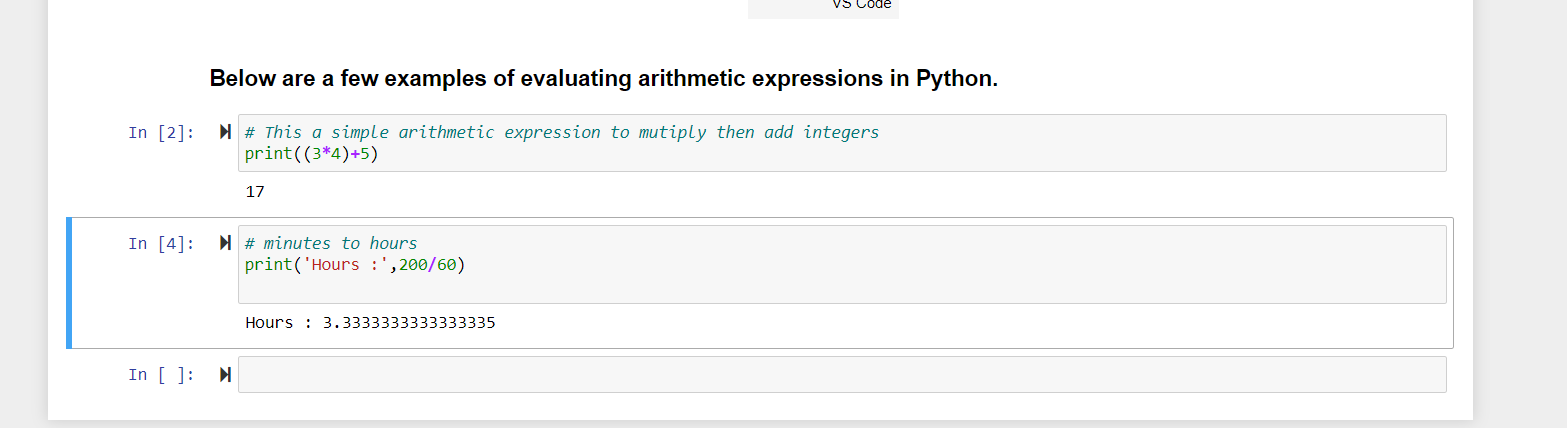 VS Code
Below are a few examples of evaluating arithmetic expressions in Python.
In [2]:
# This a simple arithmetic expression to mutiply then add integers
print((3*4)+5)
17
In [4]:
# minutes to hours
print('Hours :',200/60)
Hours : 3.3333333333333335
In [ ]: